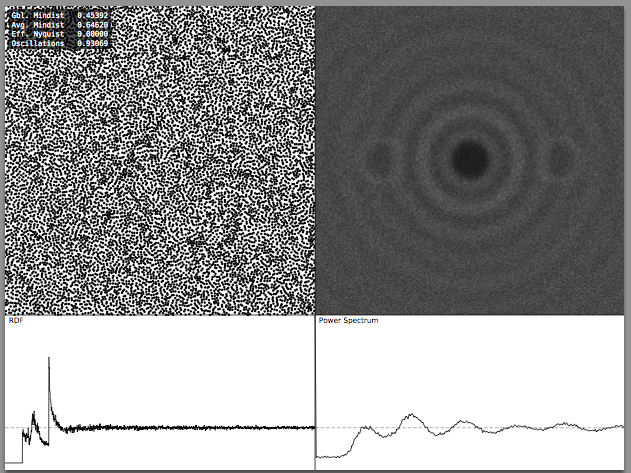 Gbl. Mindist 0.45392
Avg. Mindist 0.64620
Eff. Nyquist 0.00000
Oscillations 0.93069
RDF
Power Spectrum